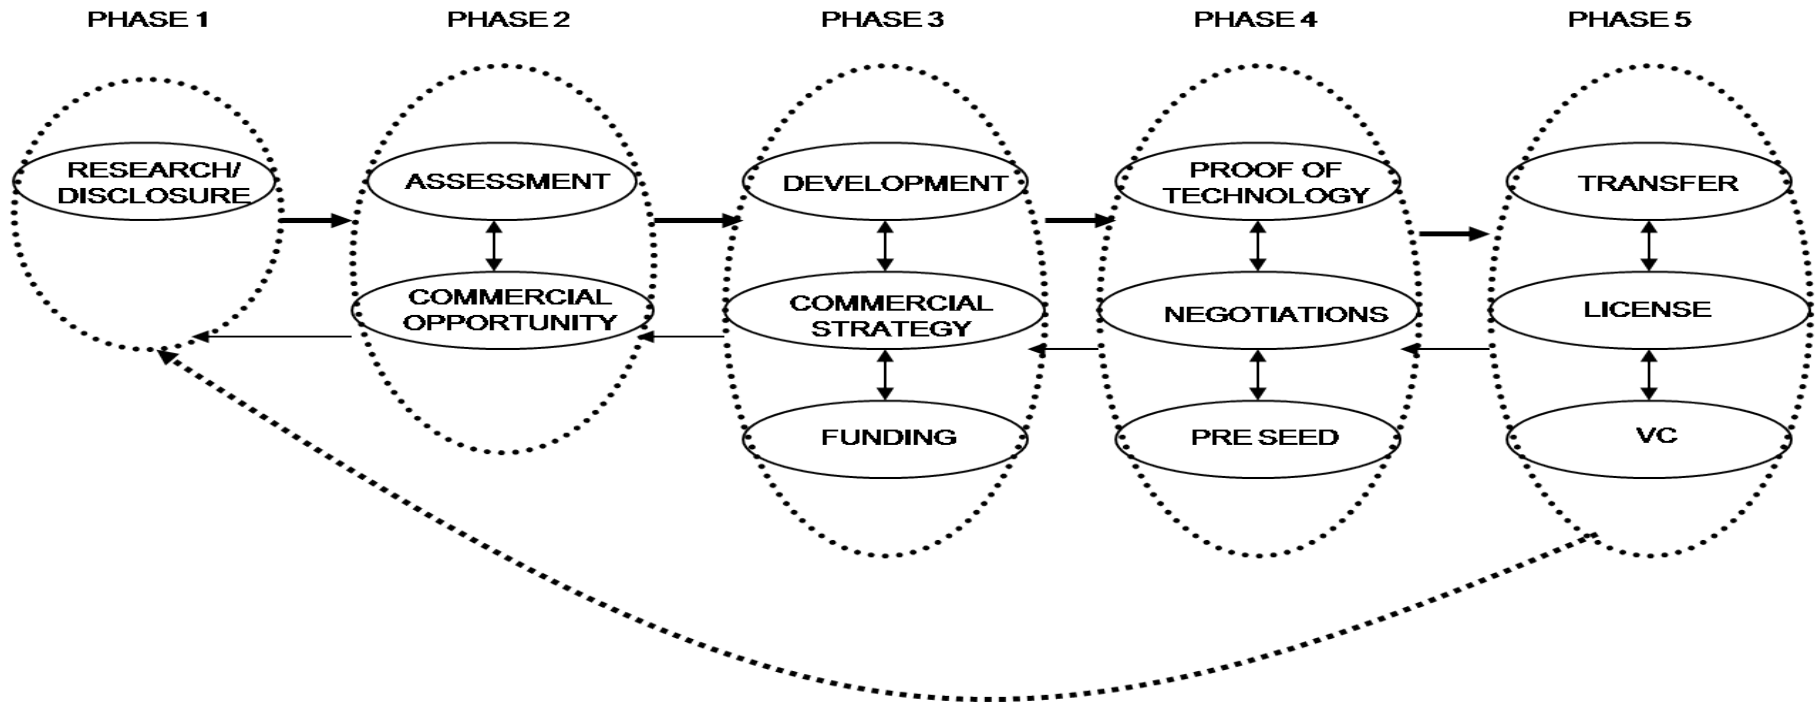 PHASE 1
PHASE 2
PHASE 3
PHASE 4
PHASE 5
RESEARCH/
DISCLOSURE
ASSESSMENT
DEVELOPMENT
PROOF OF
TECHNOLOGY
TRANSFER
COMMERCIAL
OPPORTUNITY
COMMERCIAL
STRATEGY
NEGOTIATIONS
LICENSE
FUNDING
PRE SEED
VC